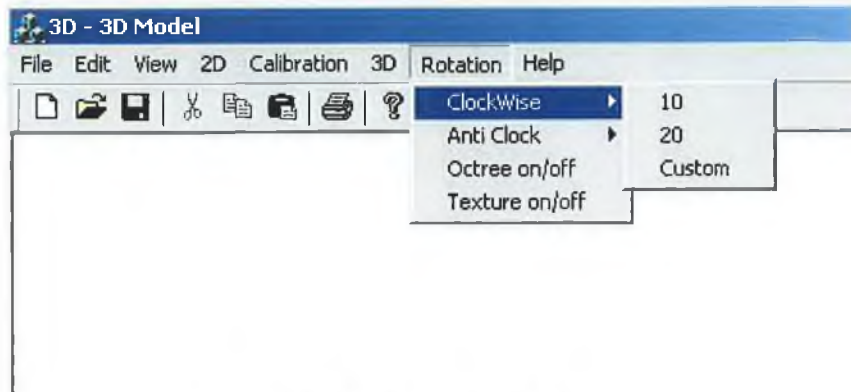 3D - 3D Model
File Edit View 2D Calibration 3D Rotation Help
ClockWise 10
Anti Clock 20
Octree on/off Custom
Texture on/off